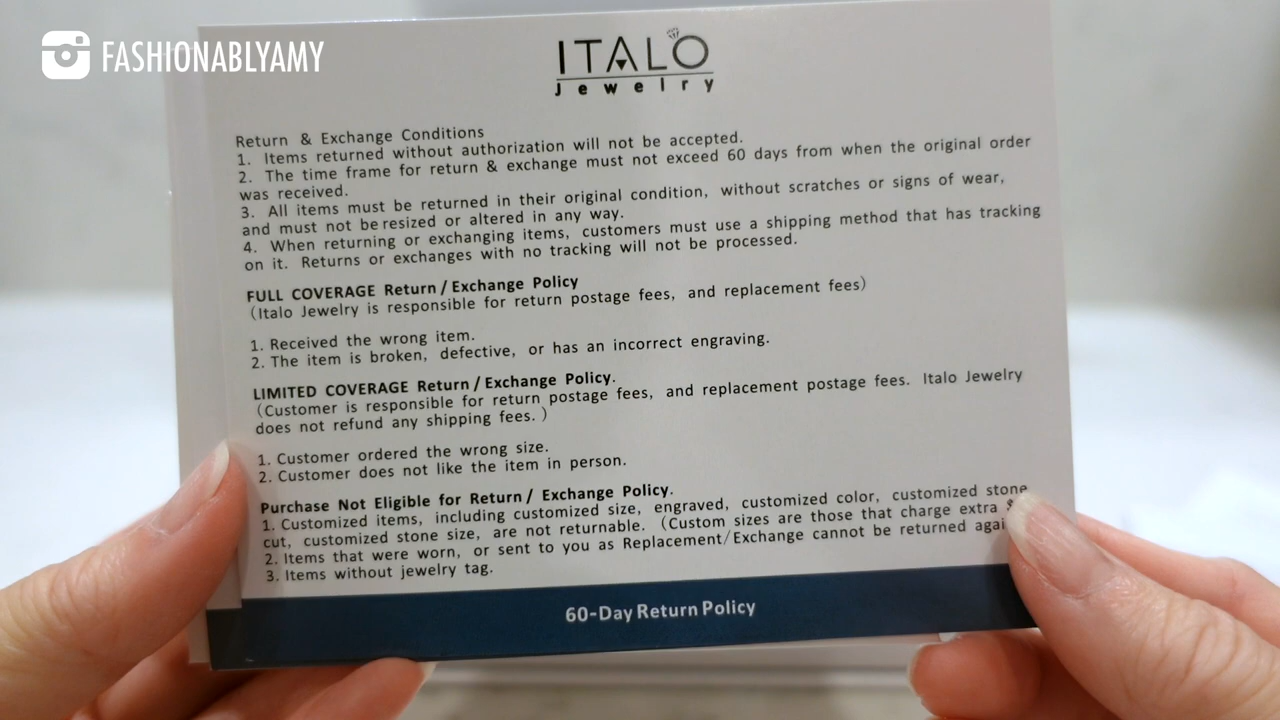 FASHIONABLYAMY
ITALO
Jewelry
Return & Exchange Conditions
1. Items returned without authorization will not be accepted.
2. The time frame for return & exchange must not exceed 60 days from when the original order
was received.
3. All items must be returned in their original condition, without scratches or signs of wear,
and must not be resized or altered in any way.
4. When returning or exchanging items, customers must use a shipping method that has tracking
on it. Returns or exchanges with no tracking will not be processed.
FULL COVERAGE Return / Exchange Policy
(Italo Jewelry is responsible for return postage fees, and replacement fees)
1. Received the wrong item.
2. The item is broken, defective, or has an incorrect engraving.
LIMITED COVERAGE Return / Exchange Policy.
(Customer is responsible for return postage fees, and replacement postage fees. Italo Jewelry
does not refund any shipping fees. )
1. Customer ordered the wrong size.
2. Customer does not like the item in person.
Purchase Not Eligible for Return / Exchange Policy.
1. Customized items, including customized size, engraved, customized color, customized stone
cut, customized stone size, are not returnable. (Custom sizes are those that charge extra
2. Items that were worn, or sent to you as Replacement/Exchange cannot be returned
3. Items without jewelry tag.
60-Day Return Policy